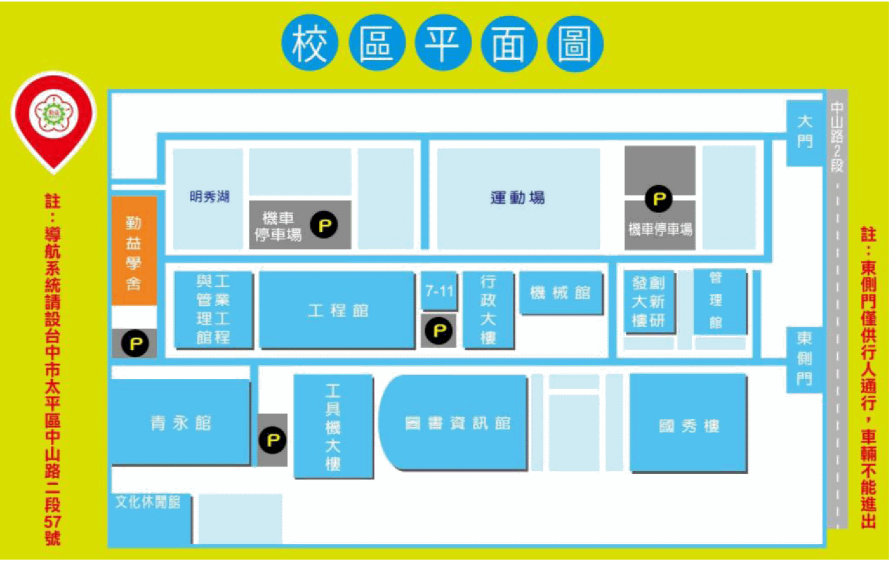 校區平面圖
勤益
註：導航系統請設台中市太平區中山路二段57號
註：東側門僅供行人通行，車輛不能進出
中山路2段
大門
明秀湖
機車
停車場
P
運動場
P
機車停車場
勤益學舍
P
工業工程
與管理館
工程館
7-11
P
行政大樓
機械館
創新研
發大樓
管理館
東側門
青永館
P
工具機大樓
圖書資訊館
國秀樓
文化休閒館